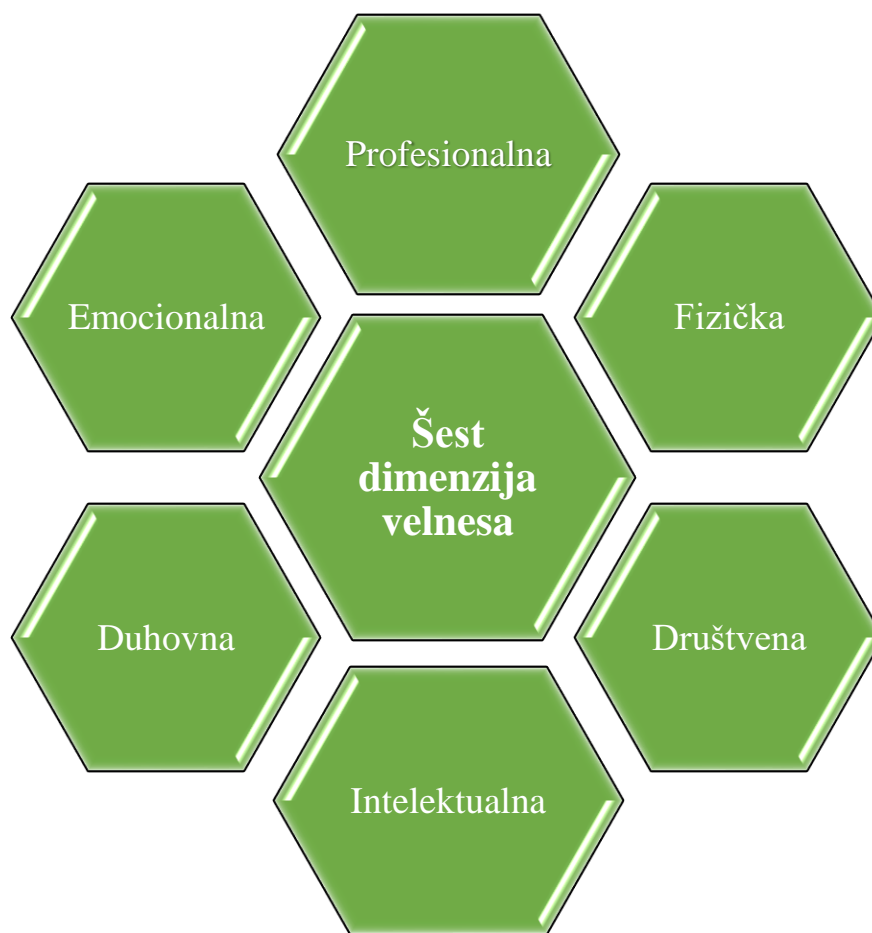 Profesionalna
Emocionalna
Fizička
Šest
dimenzija
velnesa
Duhovna
Društvena
Intelektualna